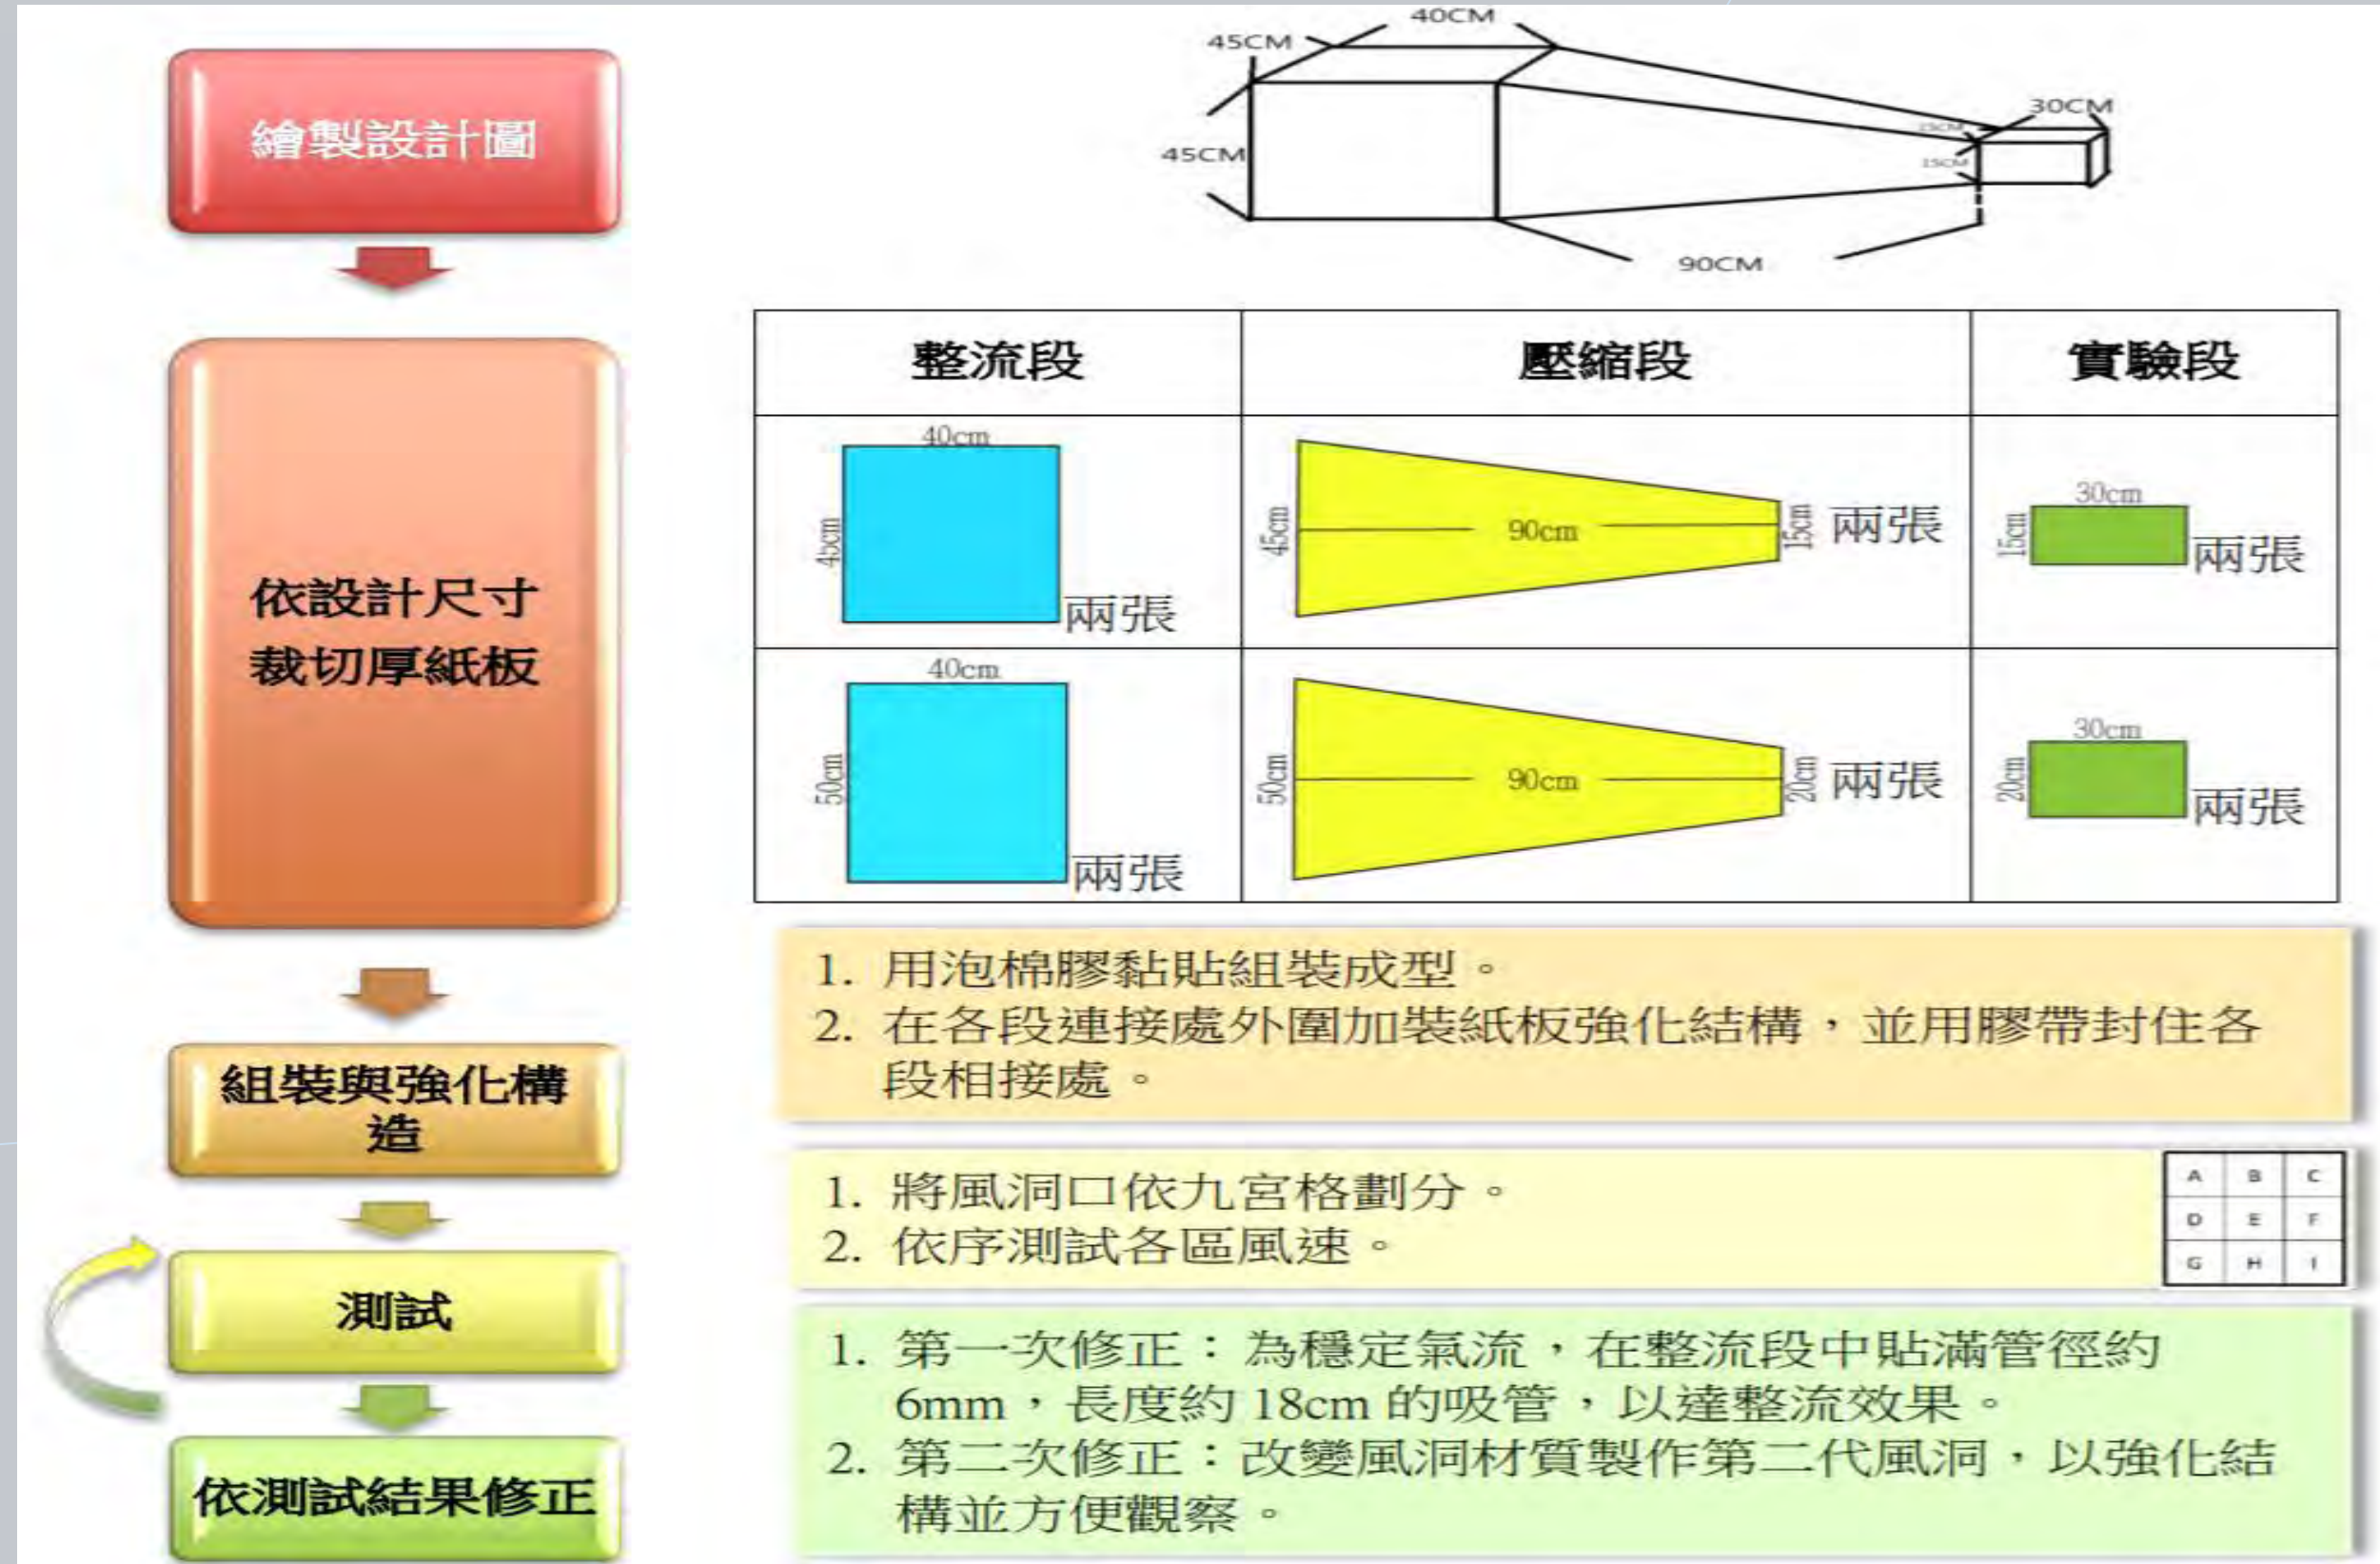 繪製設計圖
40CM
45CM
45CM
30CM
15CM
90CM
依設計尺寸
裁切厚紙板
整流段
壓縮段
實驗段
40cm
45cm
兩張
45cm
90cm
15cm
兩張
30cm
15cm
兩張
40cm
50cm
兩張
50cm
90cm
20cm
兩張
30cm
20cm
兩張
組裝與強化構
造
1. 用泡棉膠黏貼組裝成型。
2. 在各段連接處外圍加裝紙板強化結構，並用膠帶封住各
段相接處。
測試
1. 將風洞口依九宮格劃分。
2. 依序測試各區風速。
A B C
D E F
G H I
依測試結果修正
1. 第一次修正：為穩定氣流，在整流段中貼滿管徑約
6mm，長度約 18cm 的吸管，以達整流效果。
2. 第二次修正：改變風洞材質製作第二代風洞，以強化結
構並方便觀察。